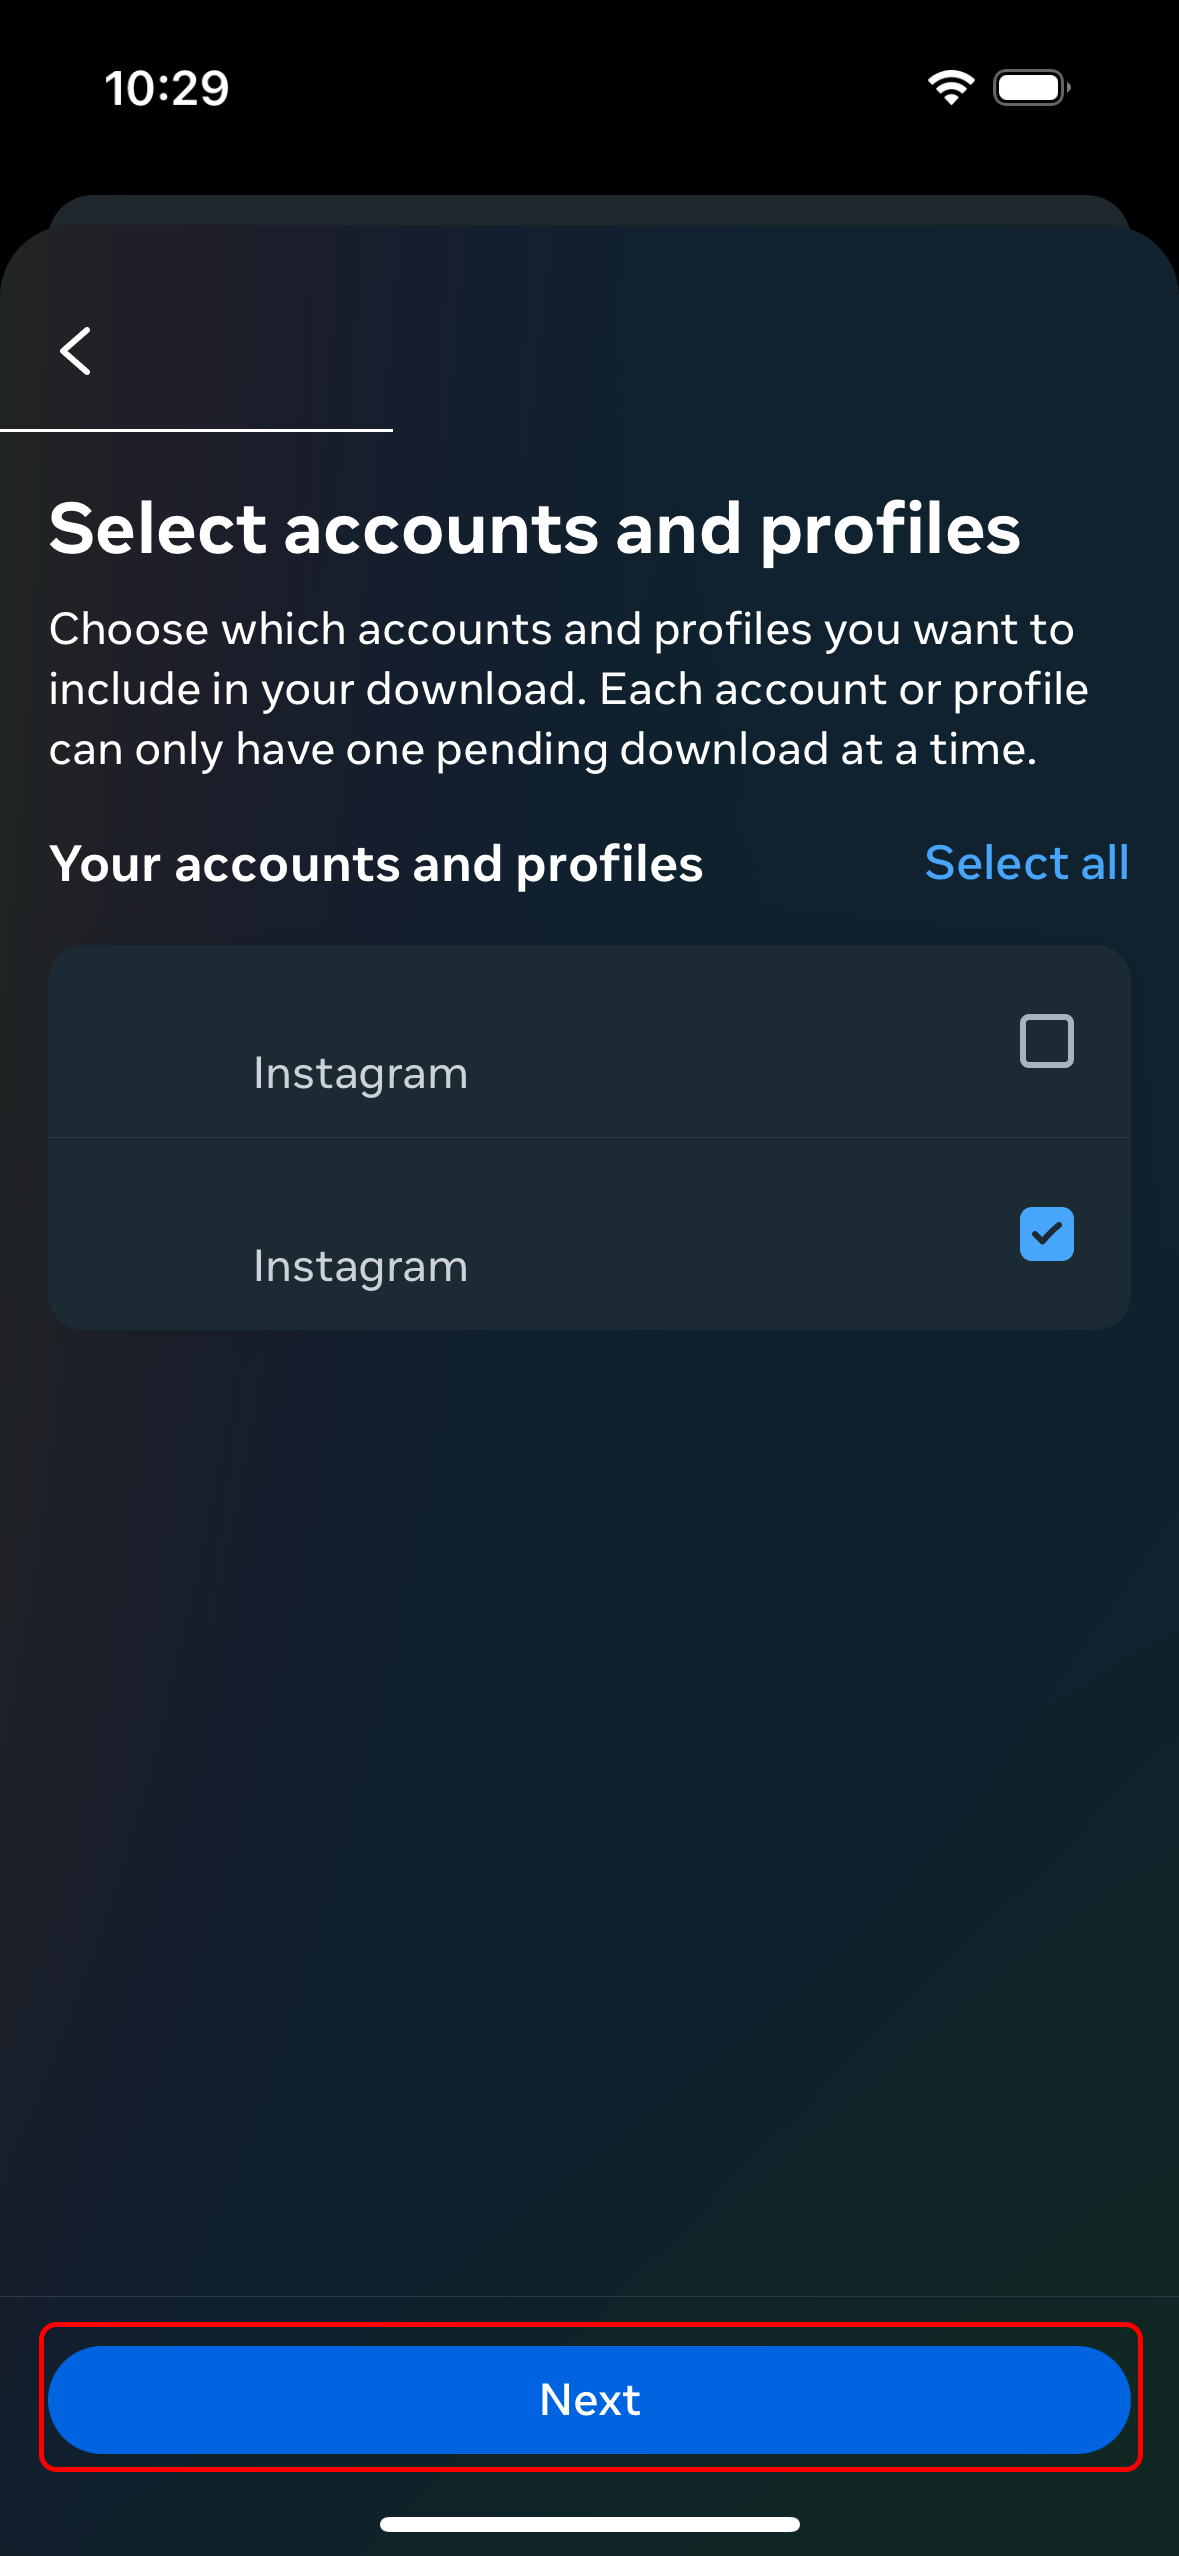 10:29
Select accounts and profiles
Choose which accounts and profiles you want to
include in your download. Each account or profile
can only have one pending download at a time.
Your accounts and profiles Select all
Instagram
Instagram
Next